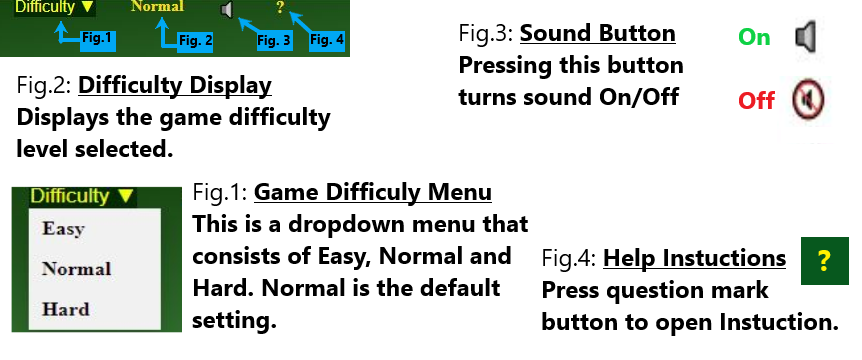 Difficulty ▼ Normal ?
Fig.1 Fig. 2 Fig. 3 Fig. 4
Fig.2: Difficulty Display
Displays the game difficulty
level selected.
Fig.3: Sound Button
Pressing this button
turns sound On/Off
On
Off
Difficulty ▼
Easy
Normal
Hard
Fig.1: Game Difficuly Menu
This is a dropdown menu that
consists of Easy, Normal and
Hard. Normal is the default
setting.
Fig.4: Help Instuctions ?
Press question mark
button to open Instuction.